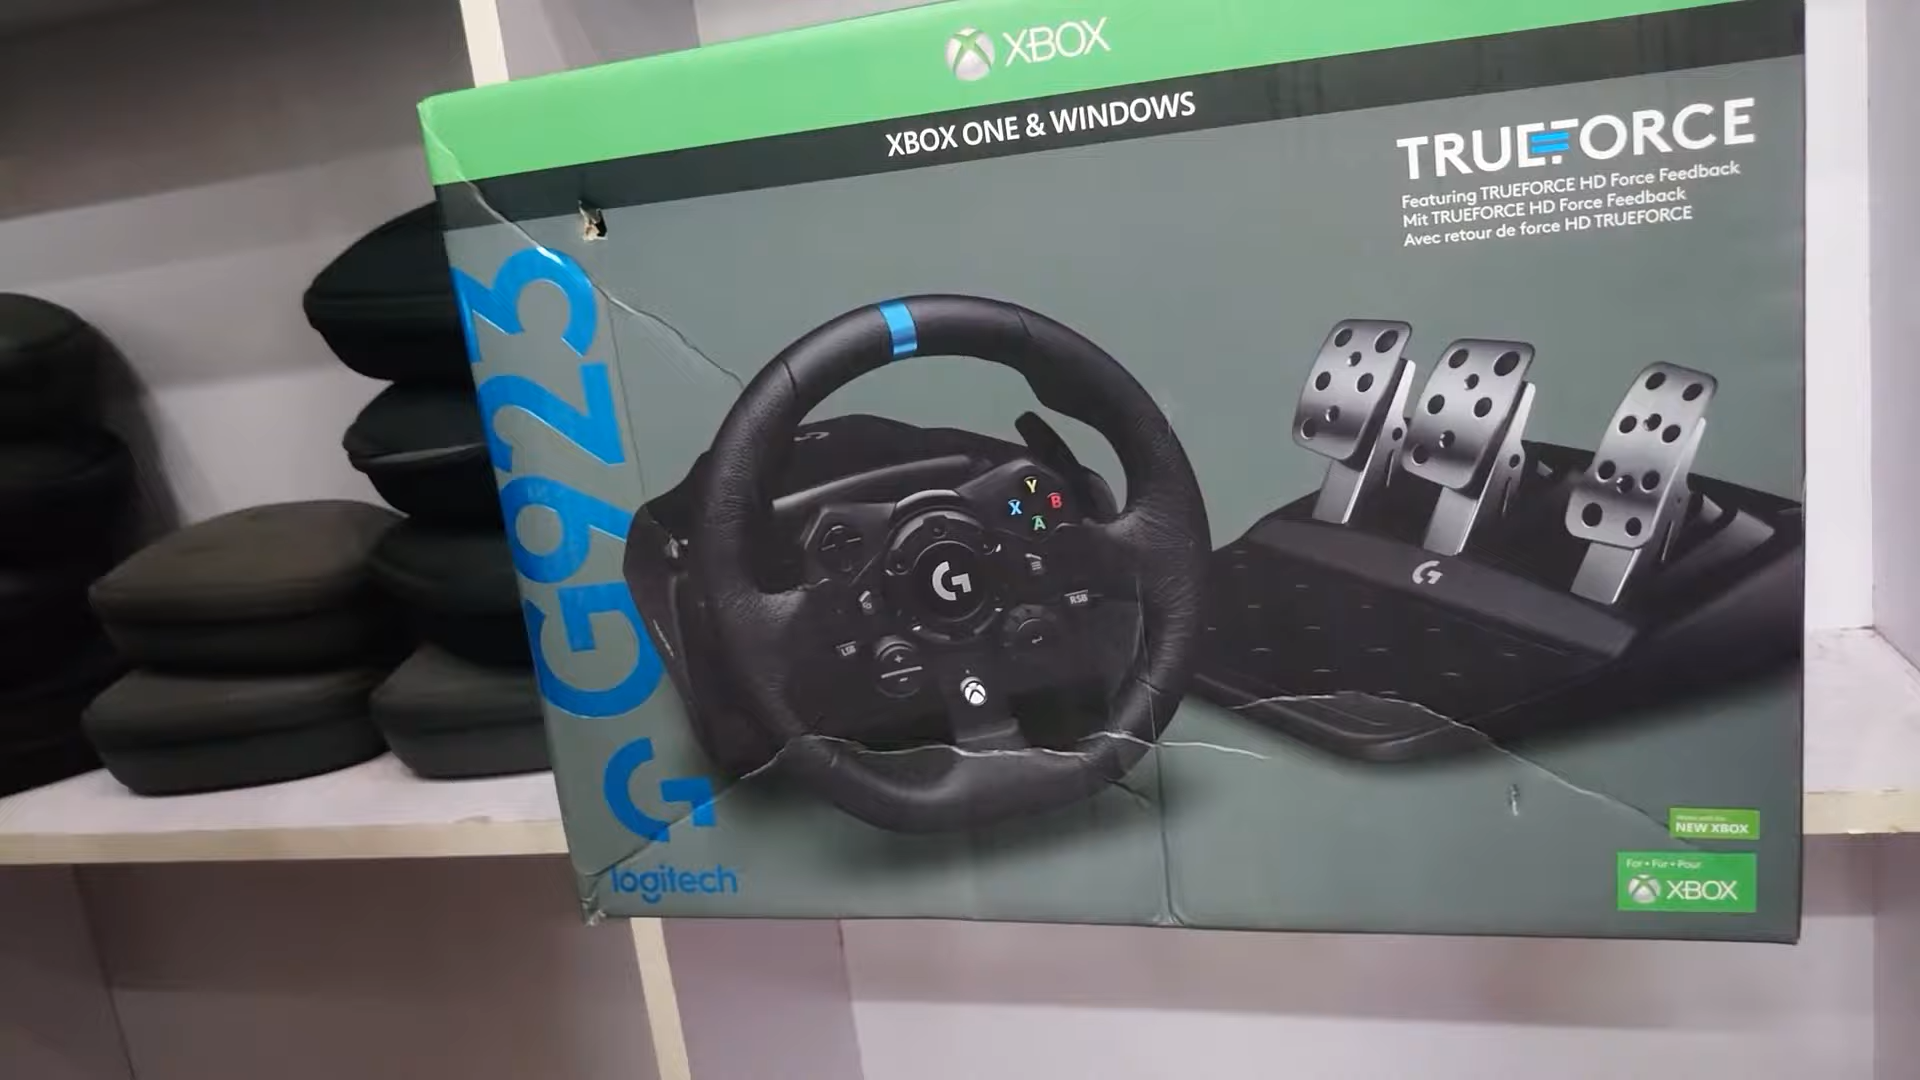 XBOX
XBOX ONE & WINDOWS
TRUEFORCE
Featuring TRUEFORCE HD Force Feedback
Mit TRUEFORCE HD Force Feedback
Avec retour de force HD TRUEFORCE
G923
Y
X B
A
RSB
LSB
logitech
NEW XBOX
For • Für • Pour
XBOX